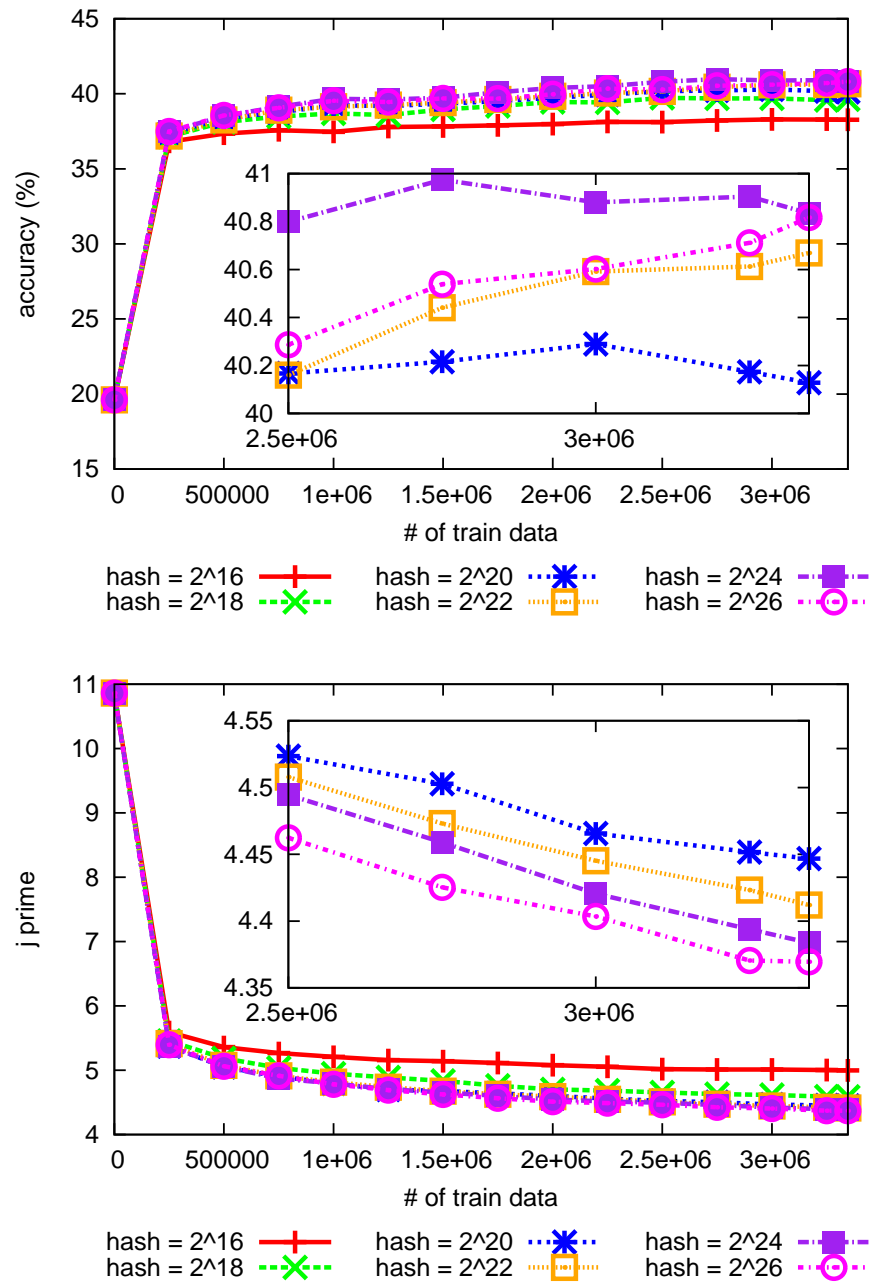 45
40
35
30
25
20
15
accuracy (%)
41
40.8
40.6
40.4
40.2
40
2.5e+06 3e+06
0 500000 1e+06 1.5e+06 2e+06 2.5e+06 3e+06
# of train data
hash = 2^16 hash = 2^20 hash = 2^24
hash = 2^18 hash = 2^22 hash = 2^26
11
10
9
8
7
6
5
4
j prime
4.55
4.5
4.45
4.4
4.35
2.5e+06 3e+06
0 500000 1e+06 1.5e+06 2e+06 2.5e+06 3e+06
# of train data
hash = 2^16 hash = 2^20 hash = 2^24
hash = 2^18 hash = 2^22 hash = 2^26